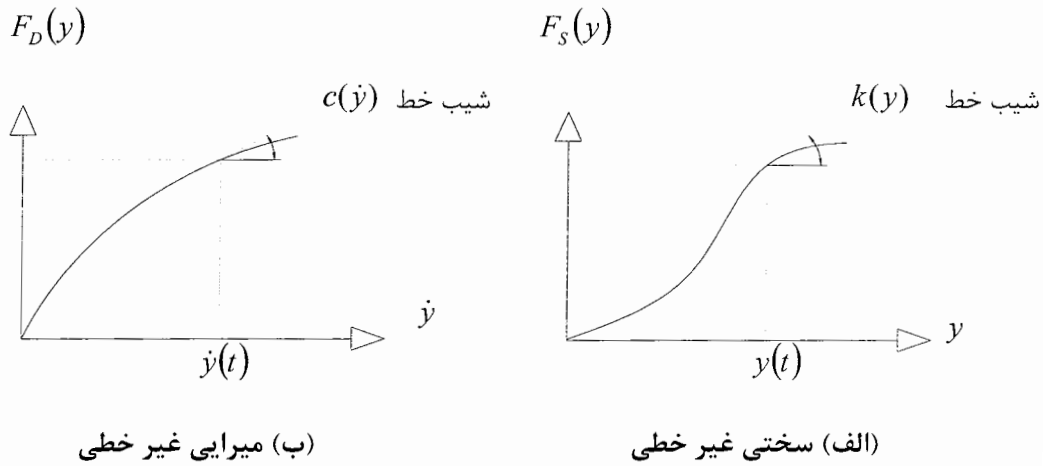 F_S(y)
شیب خط k(y)
y
y(t)
(الف) سختی غیر خطی
F_D(y)
شیب خط c(ẏ)
ẏ
ẏ(t)
(ب) میرایی غیر خطی